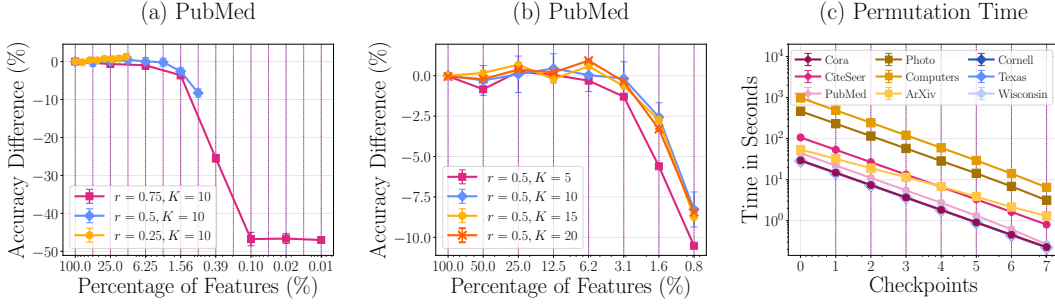 (a) PubMed
Accuracy Difference (%)
0
−10
−20
−30
−40
−50
r = 0.75, K = 10
r = 0.5, K = 10
r = 0.25, K = 10
100.0 25.0 6.25 1.56 0.39 0.10 0.02 0.01
Percentage of Features (%)
(b) PubMed
Accuracy Difference (%)
0.0
−2.5
−5.0
−7.5
−10.0
r = 0.5, K = 5
r = 0.5, K = 10
r = 0.5, K = 15
r = 0.5, K = 20
100.0 50.0 25.0 12.5 6.2 3.1 1.6 0.8
Percentage of Features (%)
(c) Permutation Time
Time in Seconds
10^4
10^3
10^2
10^1
10^0
Cora Photo Cornell
CiteSeer Computers Texas
PubMed ArXiv Wisconsin
0 1 2 3 4 5 6 7
Checkpoints